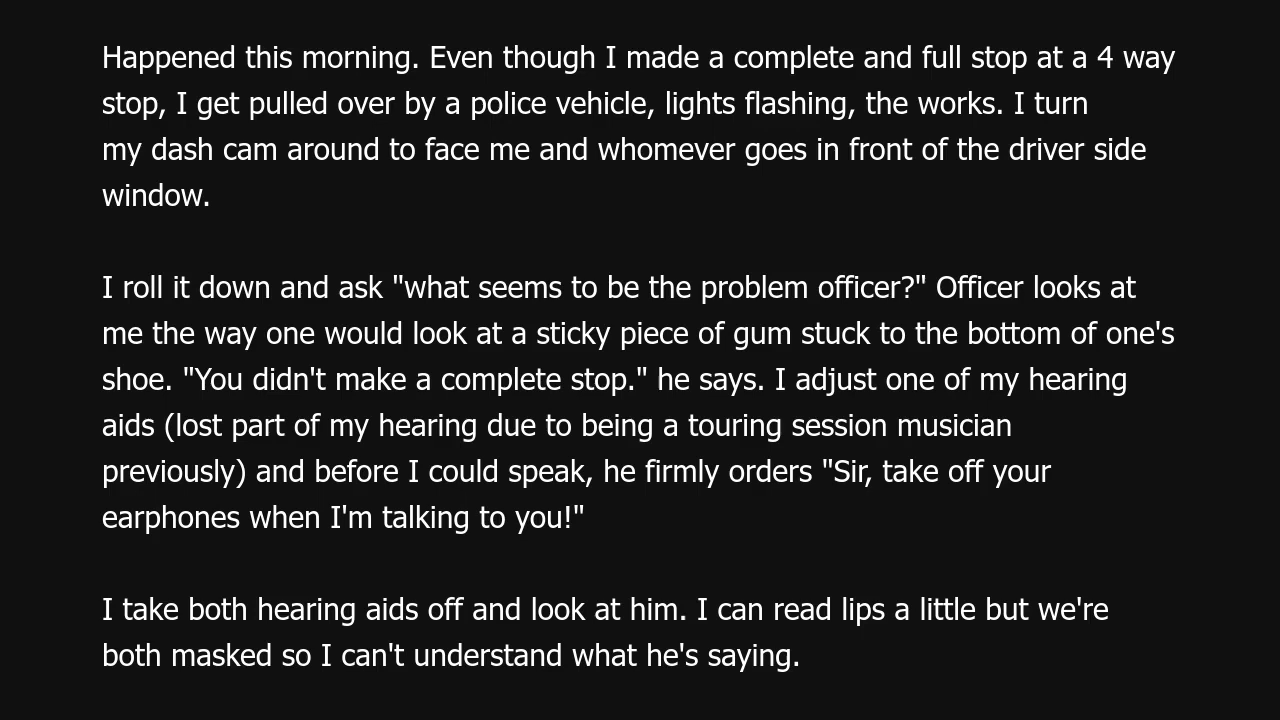 Happened this morning. Even though I made a complete and full stop at a 4 way
stop, I get pulled over by a police vehicle, lights flashing, the works. I turn
my dash cam around to face me and whomever goes in front of the driver side
window.
I roll it down and ask "what seems to be the problem officer?" Officer looks at
me the way one would look at a sticky piece of gum stuck to the bottom of one's
shoe. "You didn't make a complete stop." he says. I adjust one of my hearing
aids (lost part of my hearing due to being a touring session musician
previously) and before I could speak, he firmly orders "Sir, take off your
earphones when I'm talking to you!"
I take both hearing aids off and look at him. I can read lips a little but we're
both masked so I can't understand what he's saying.